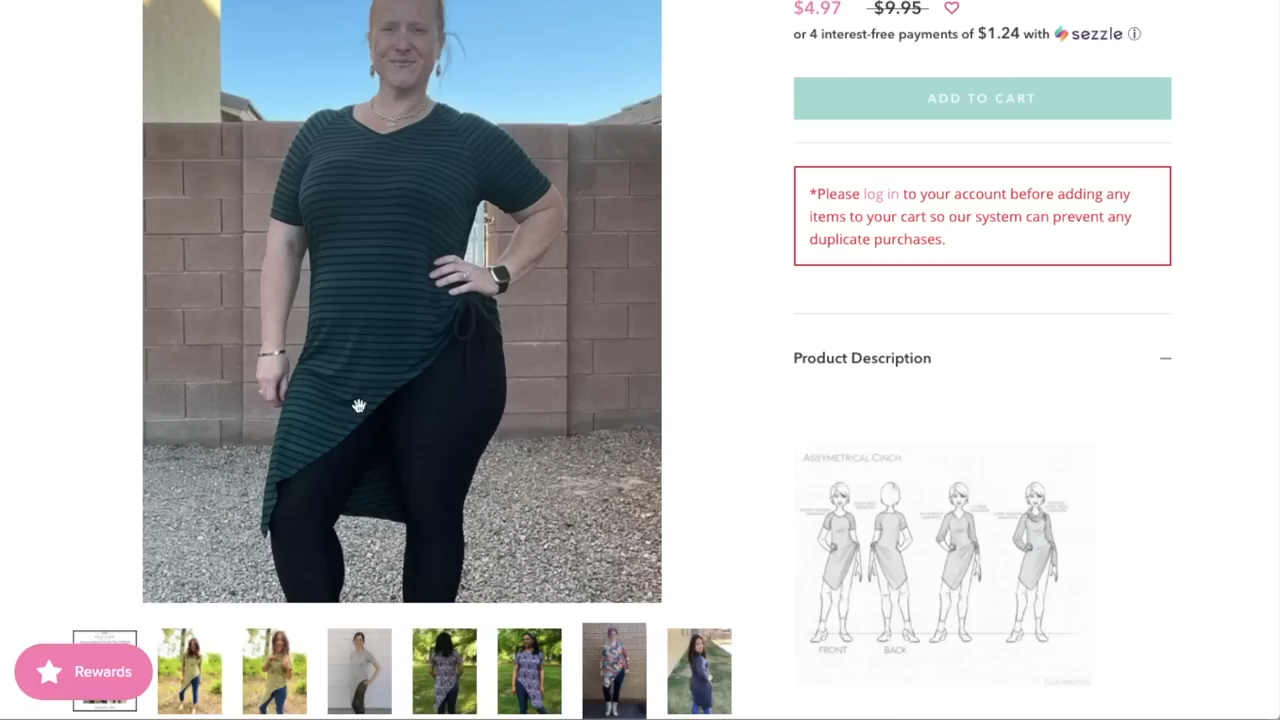 $4.97 $9.95
or 4 interest-free payments of $1.24 with sezzle ⓘ
ADD TO CART
*Please log in to your account before adding any
items to your cart so our system can prevent any
duplicate purchases.
Product Description
ASSYMETRICAL CINCH
FRONT BACK
Rewards